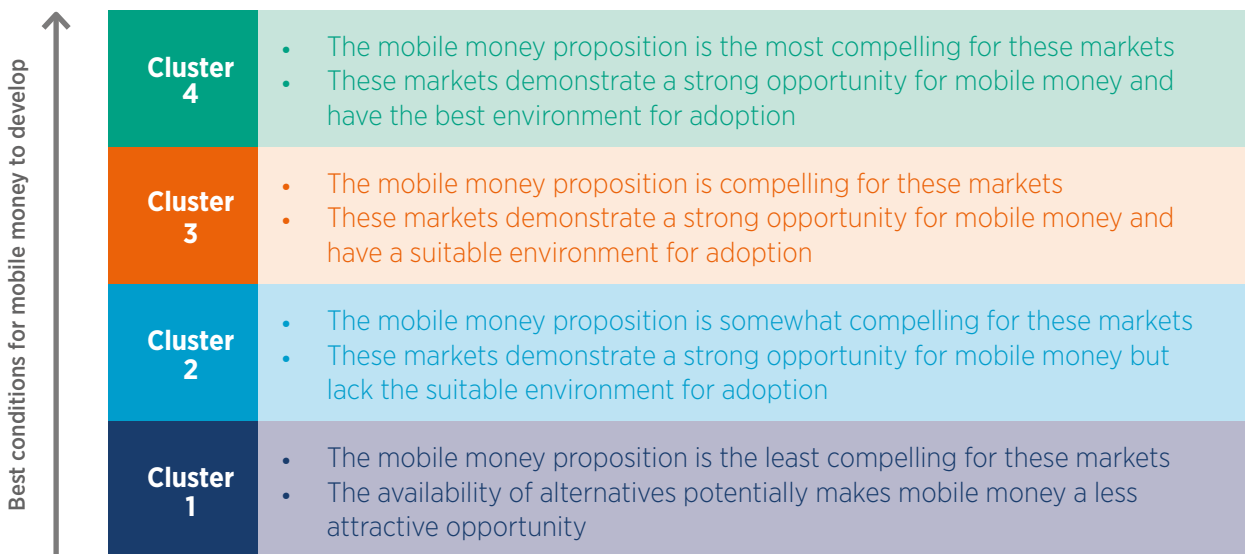 Best conditions for mobile money to develop
Cluster
4
• The mobile money proposition is the most compelling for these markets
• These markets demonstrate a strong opportunity for mobile money and
have the best environment for adoption
Cluster
3
• The mobile money proposition is compelling for these markets
• These markets demonstrate a strong opportunity for mobile money and
have a suitable environment for adoption
Cluster
2
• The mobile money proposition is somewhat compelling for these markets
• These markets demonstrate a strong opportunity for mobile money but
lack the suitable environment for adoption
Cluster
1
• The mobile money proposition is the least compelling for these markets
• The availability of alternatives potentially makes mobile money a less
attractive opportunity